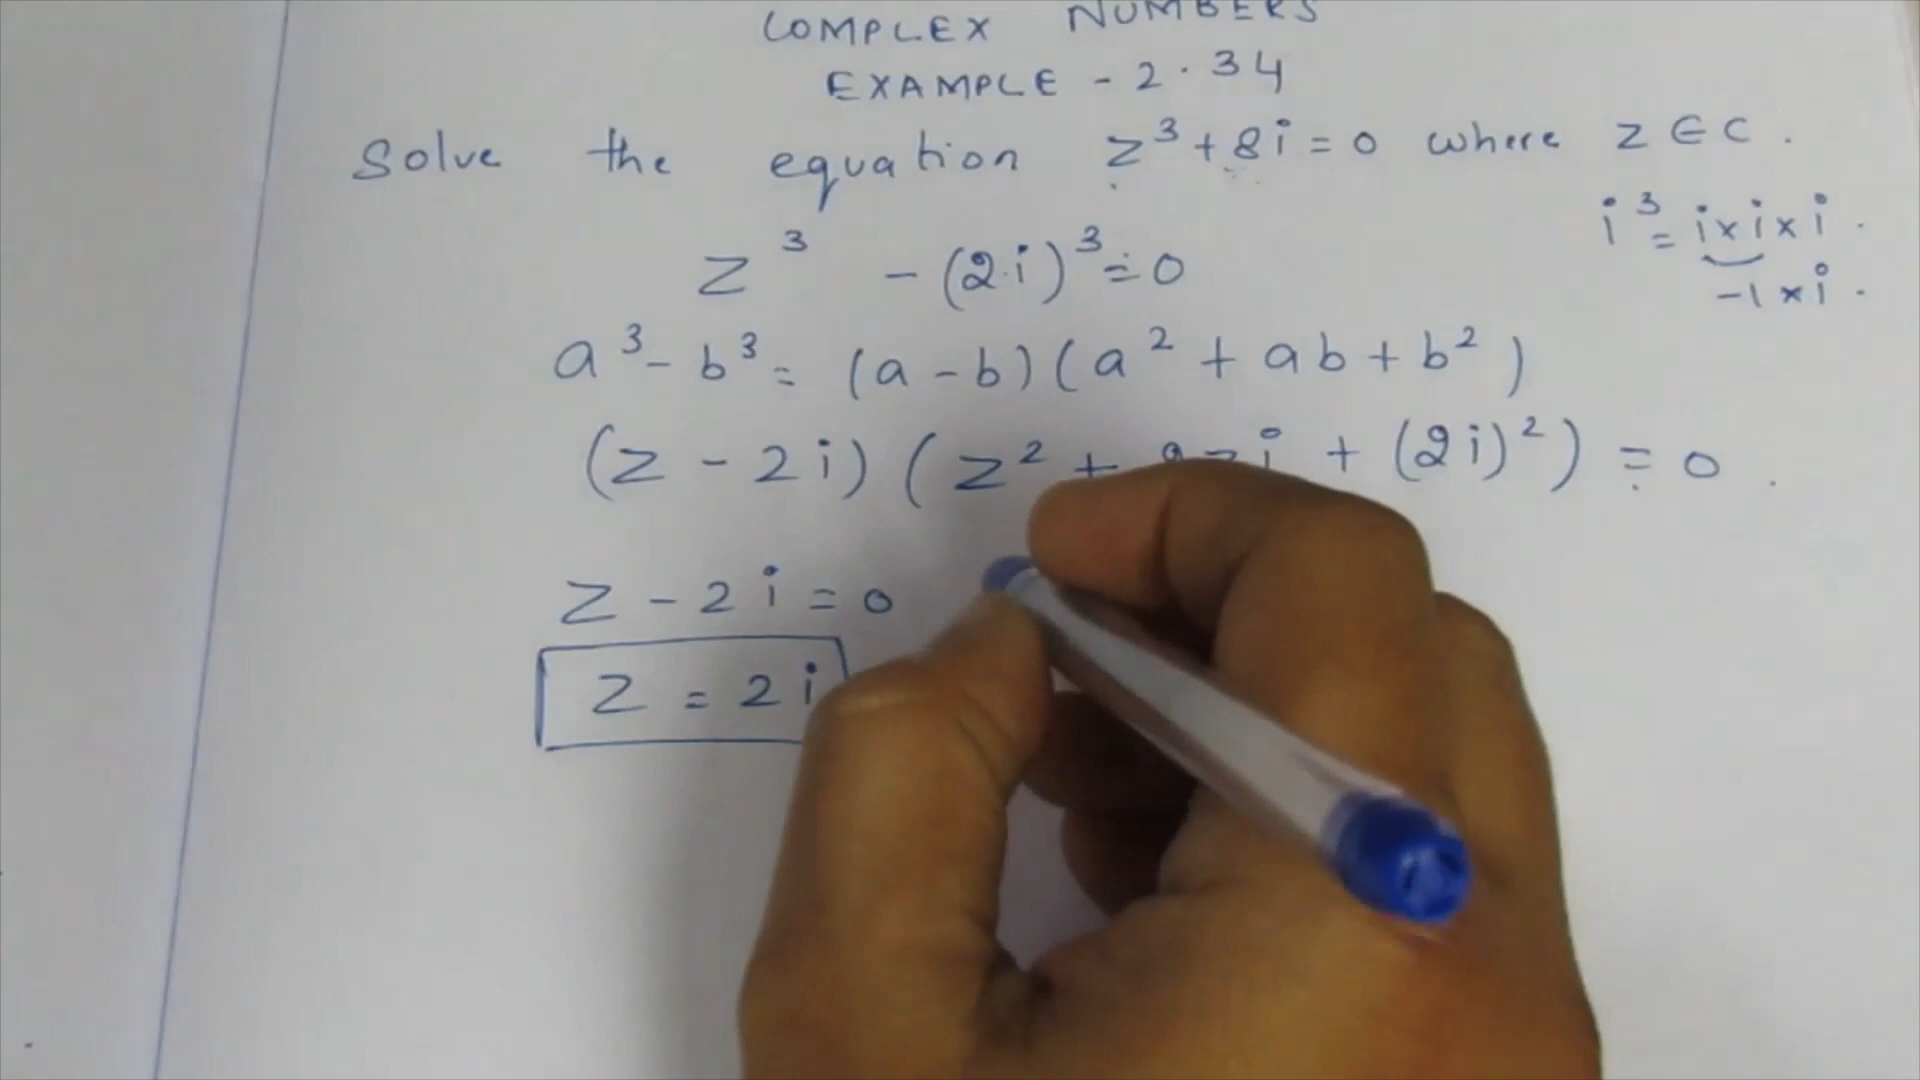 COMPLEX NUMBERS
EXAMPLE - 2.34
Solve the equation z³ + 8i = 0 where z ∈ C.
i³ = i × i × i.
-1 × i.
z³ - (2i)³ = 0
a³ - b³ = (a - b)(a² + ab + b²)
(z - 2i)(z² + 2zi + (2i)²) = 0.
z - 2i = 0
z = 2i